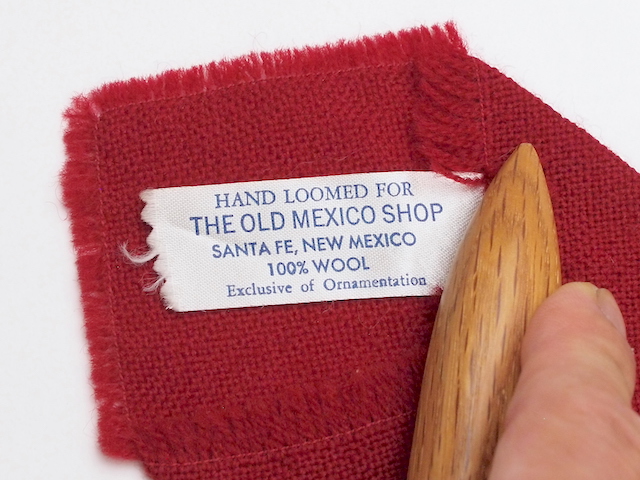 HAND LOOMED FOR
THE OLD MEXICO SHOP
SANTA FE, NEW MEXICO
100% WOOL
Exclusive of Ornamentation